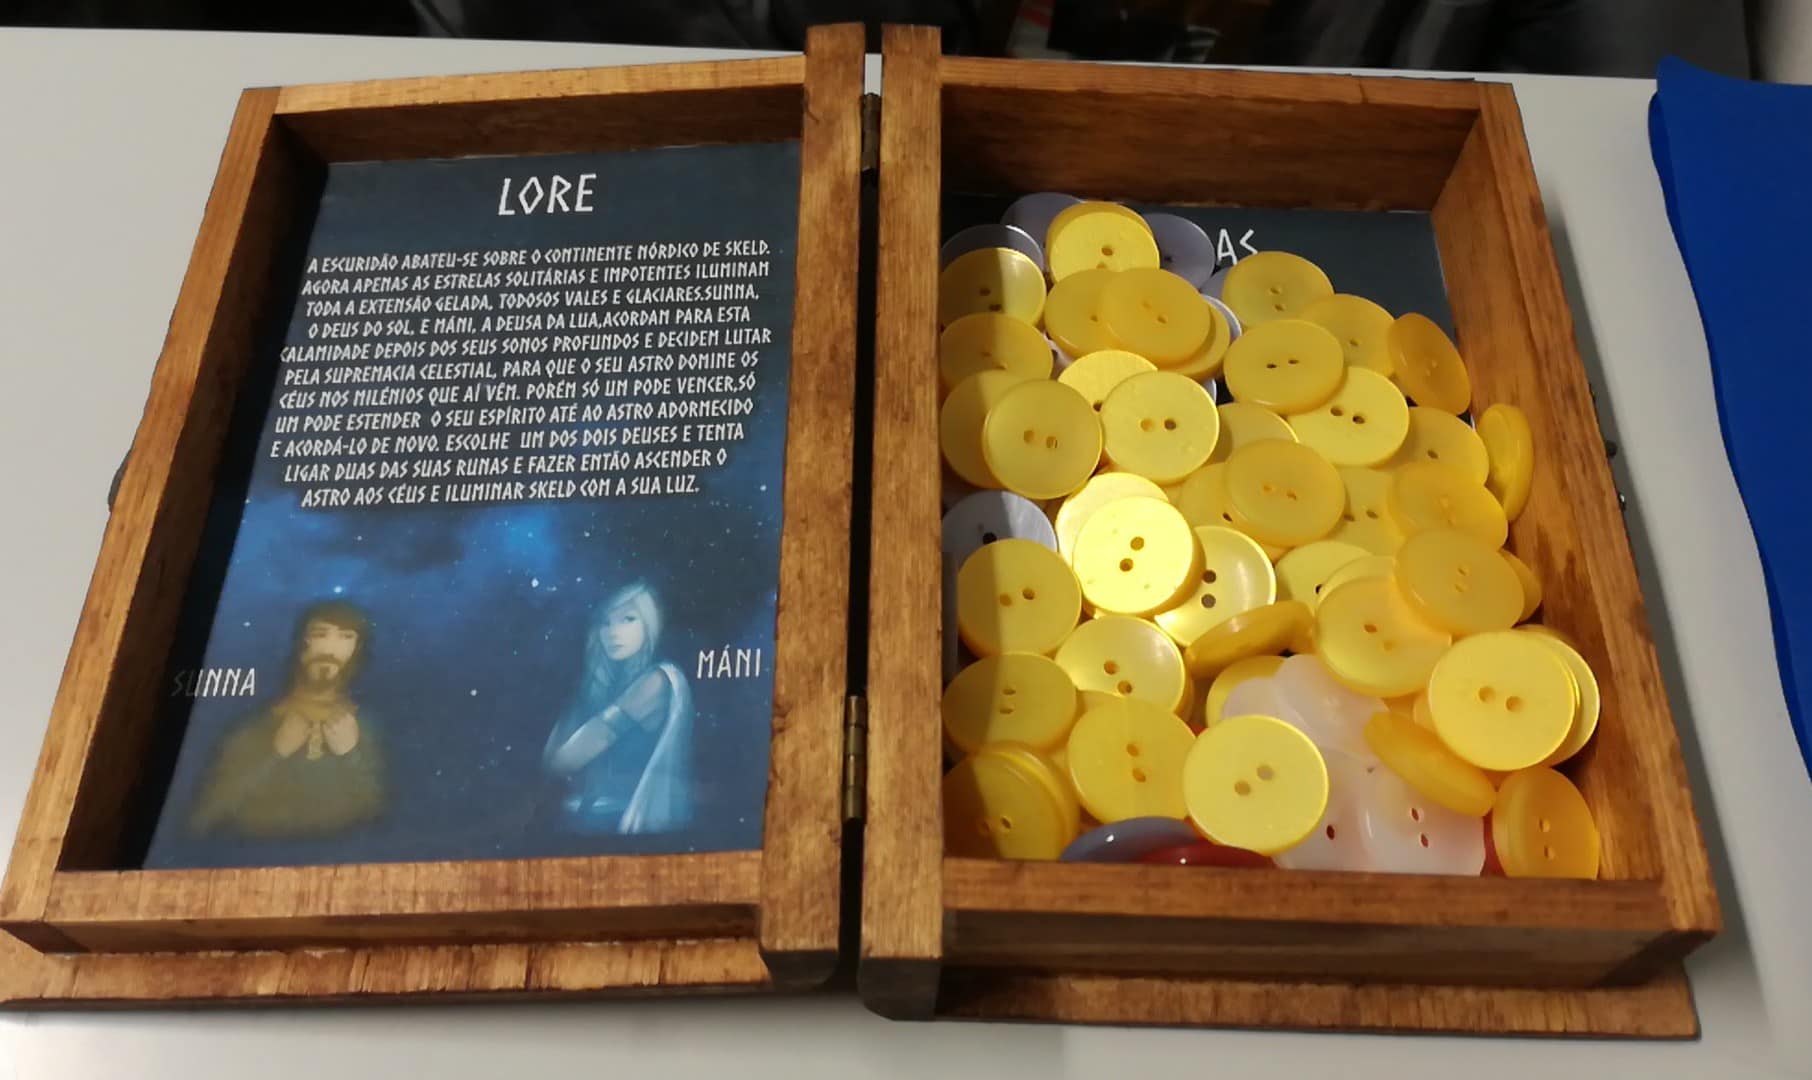 LORE
A ESCURIDÃO ABATEU-SE SOBRE O CONTINENTE NÓRDICO DE SKELD.
AGORA APENAS AS ESTRELAS SOLITÁRIAS E IMPOTENTES ILUMINAM
TODA A EXTENSÃO GELADA, TODOSOS VALES E GLACIARES.SUNNA,
O DEUS DO SOL, E MÁNI, A DEUSA DA LUA,ACORDAM PARA ESTA
CALAMIDADE DEPOIS DOS SEUS SONOS PROFUNDOS E DECIDEM LUTAR
PELA SUPREMACIA CELESTIAL, PARA QUE O SEU ASTRO DOMINE OS
CÉUS NOS MILÉNIOS QUE AÍ VÊM. PORÉM SÓ UM PODE VENCER,SÓ
UM PODE ESTENDER O SEU ESPÍRITO ATÉ AO ASTRO ADORMECIDO
E ACORDÁ-LO DE NOVO. ESCOLHE UM DOS DOIS DEUSES E TENTA
LIGAR DUAS DAS SUAS RUNAS E FAZER ENTÃO ASCENDER O
ASTRO AOS CÉUS E ILUMINAR SKELD COM A SUA LUZ.
SUNNA
MÁNI
AS